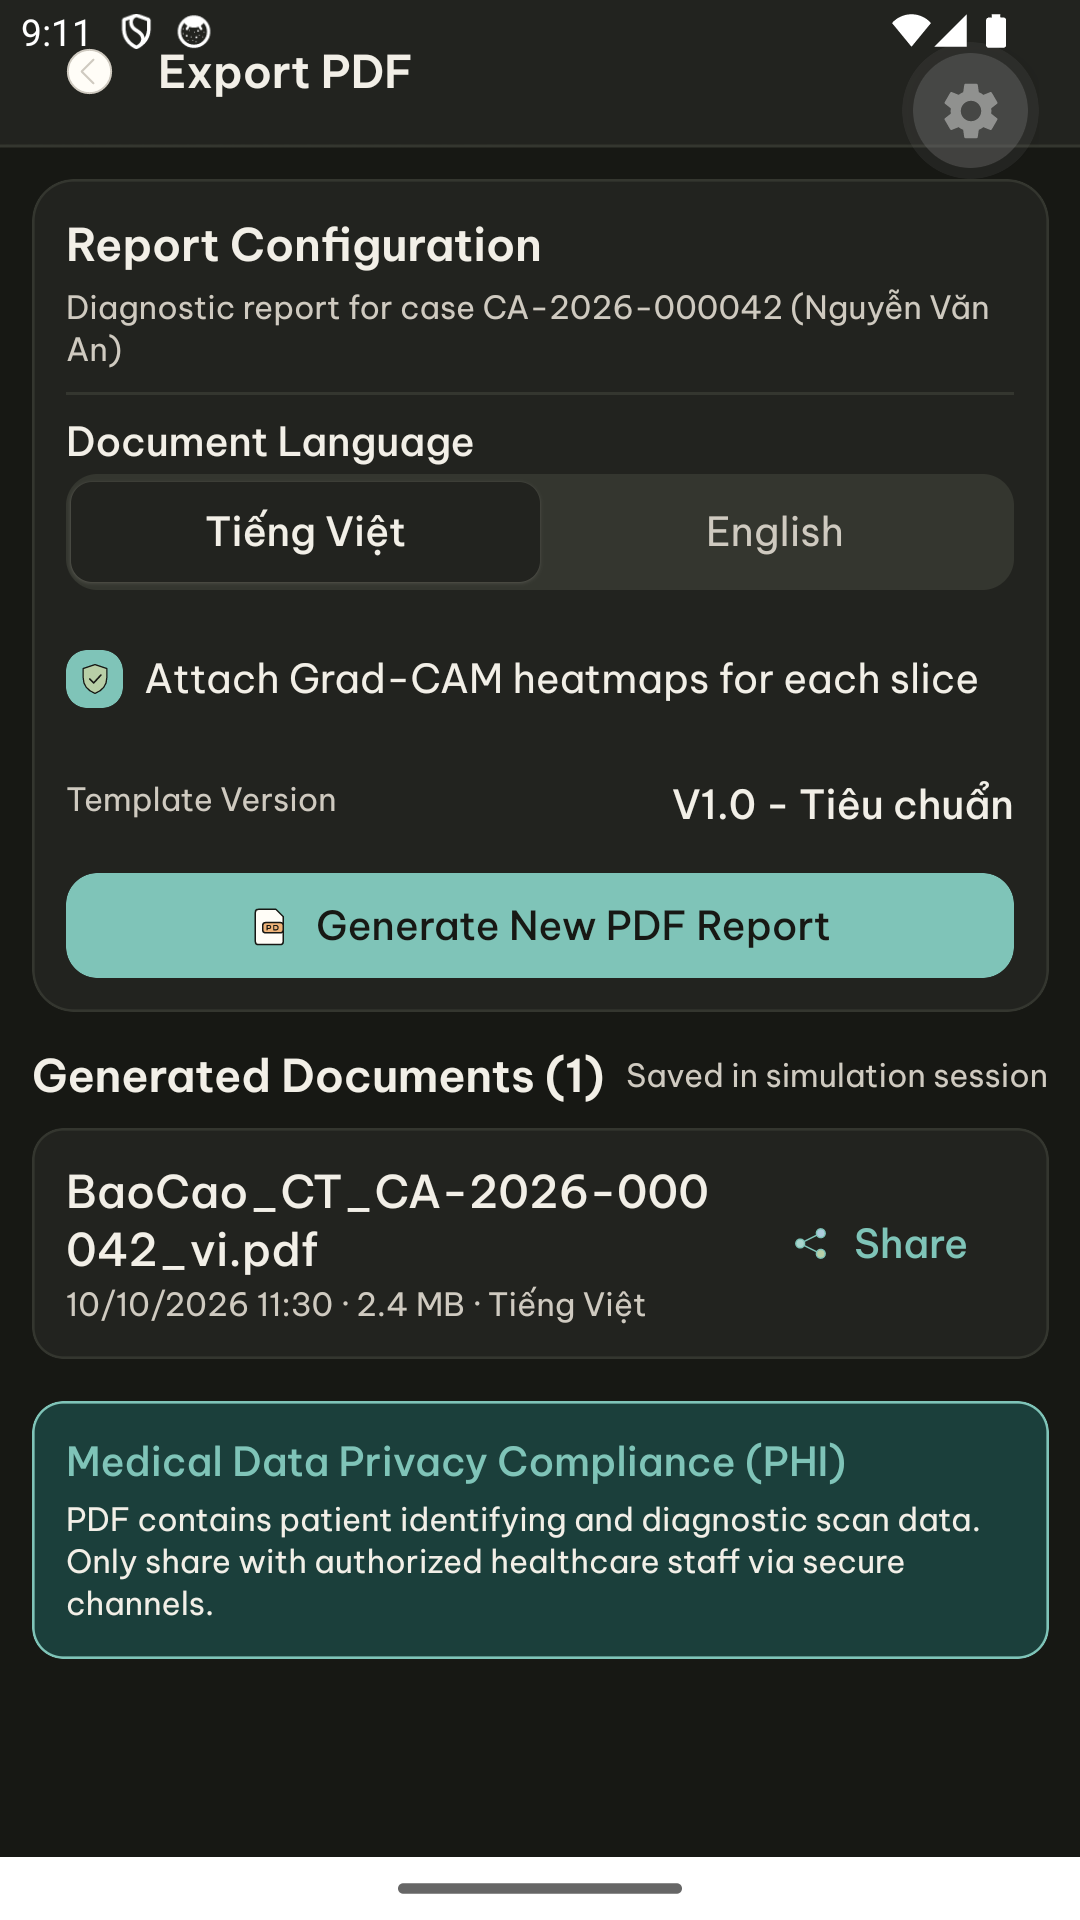 9:11
Export PDF
Report Configuration
Diagnostic report for case CA-2026-000042 (Nguyễn Văn
An)
Document Language
Tiếng Việt
English
Attach Grad-CAM heatmaps for each slice
Template Version
V1.0 - Tiêu chuẩn
PD
Generate New PDF Report
Generated Documents (1)
Saved in simulation session
BaoCao_CT_CA-2026-000
042_vi.pdf
Share
10/10/2026 11:30 · 2.4 MB · Tiếng Việt
Medical Data Privacy Compliance (PHI)
PDF contains patient identifying and diagnostic scan data.
Only share with authorized healthcare staff via secure
channels.